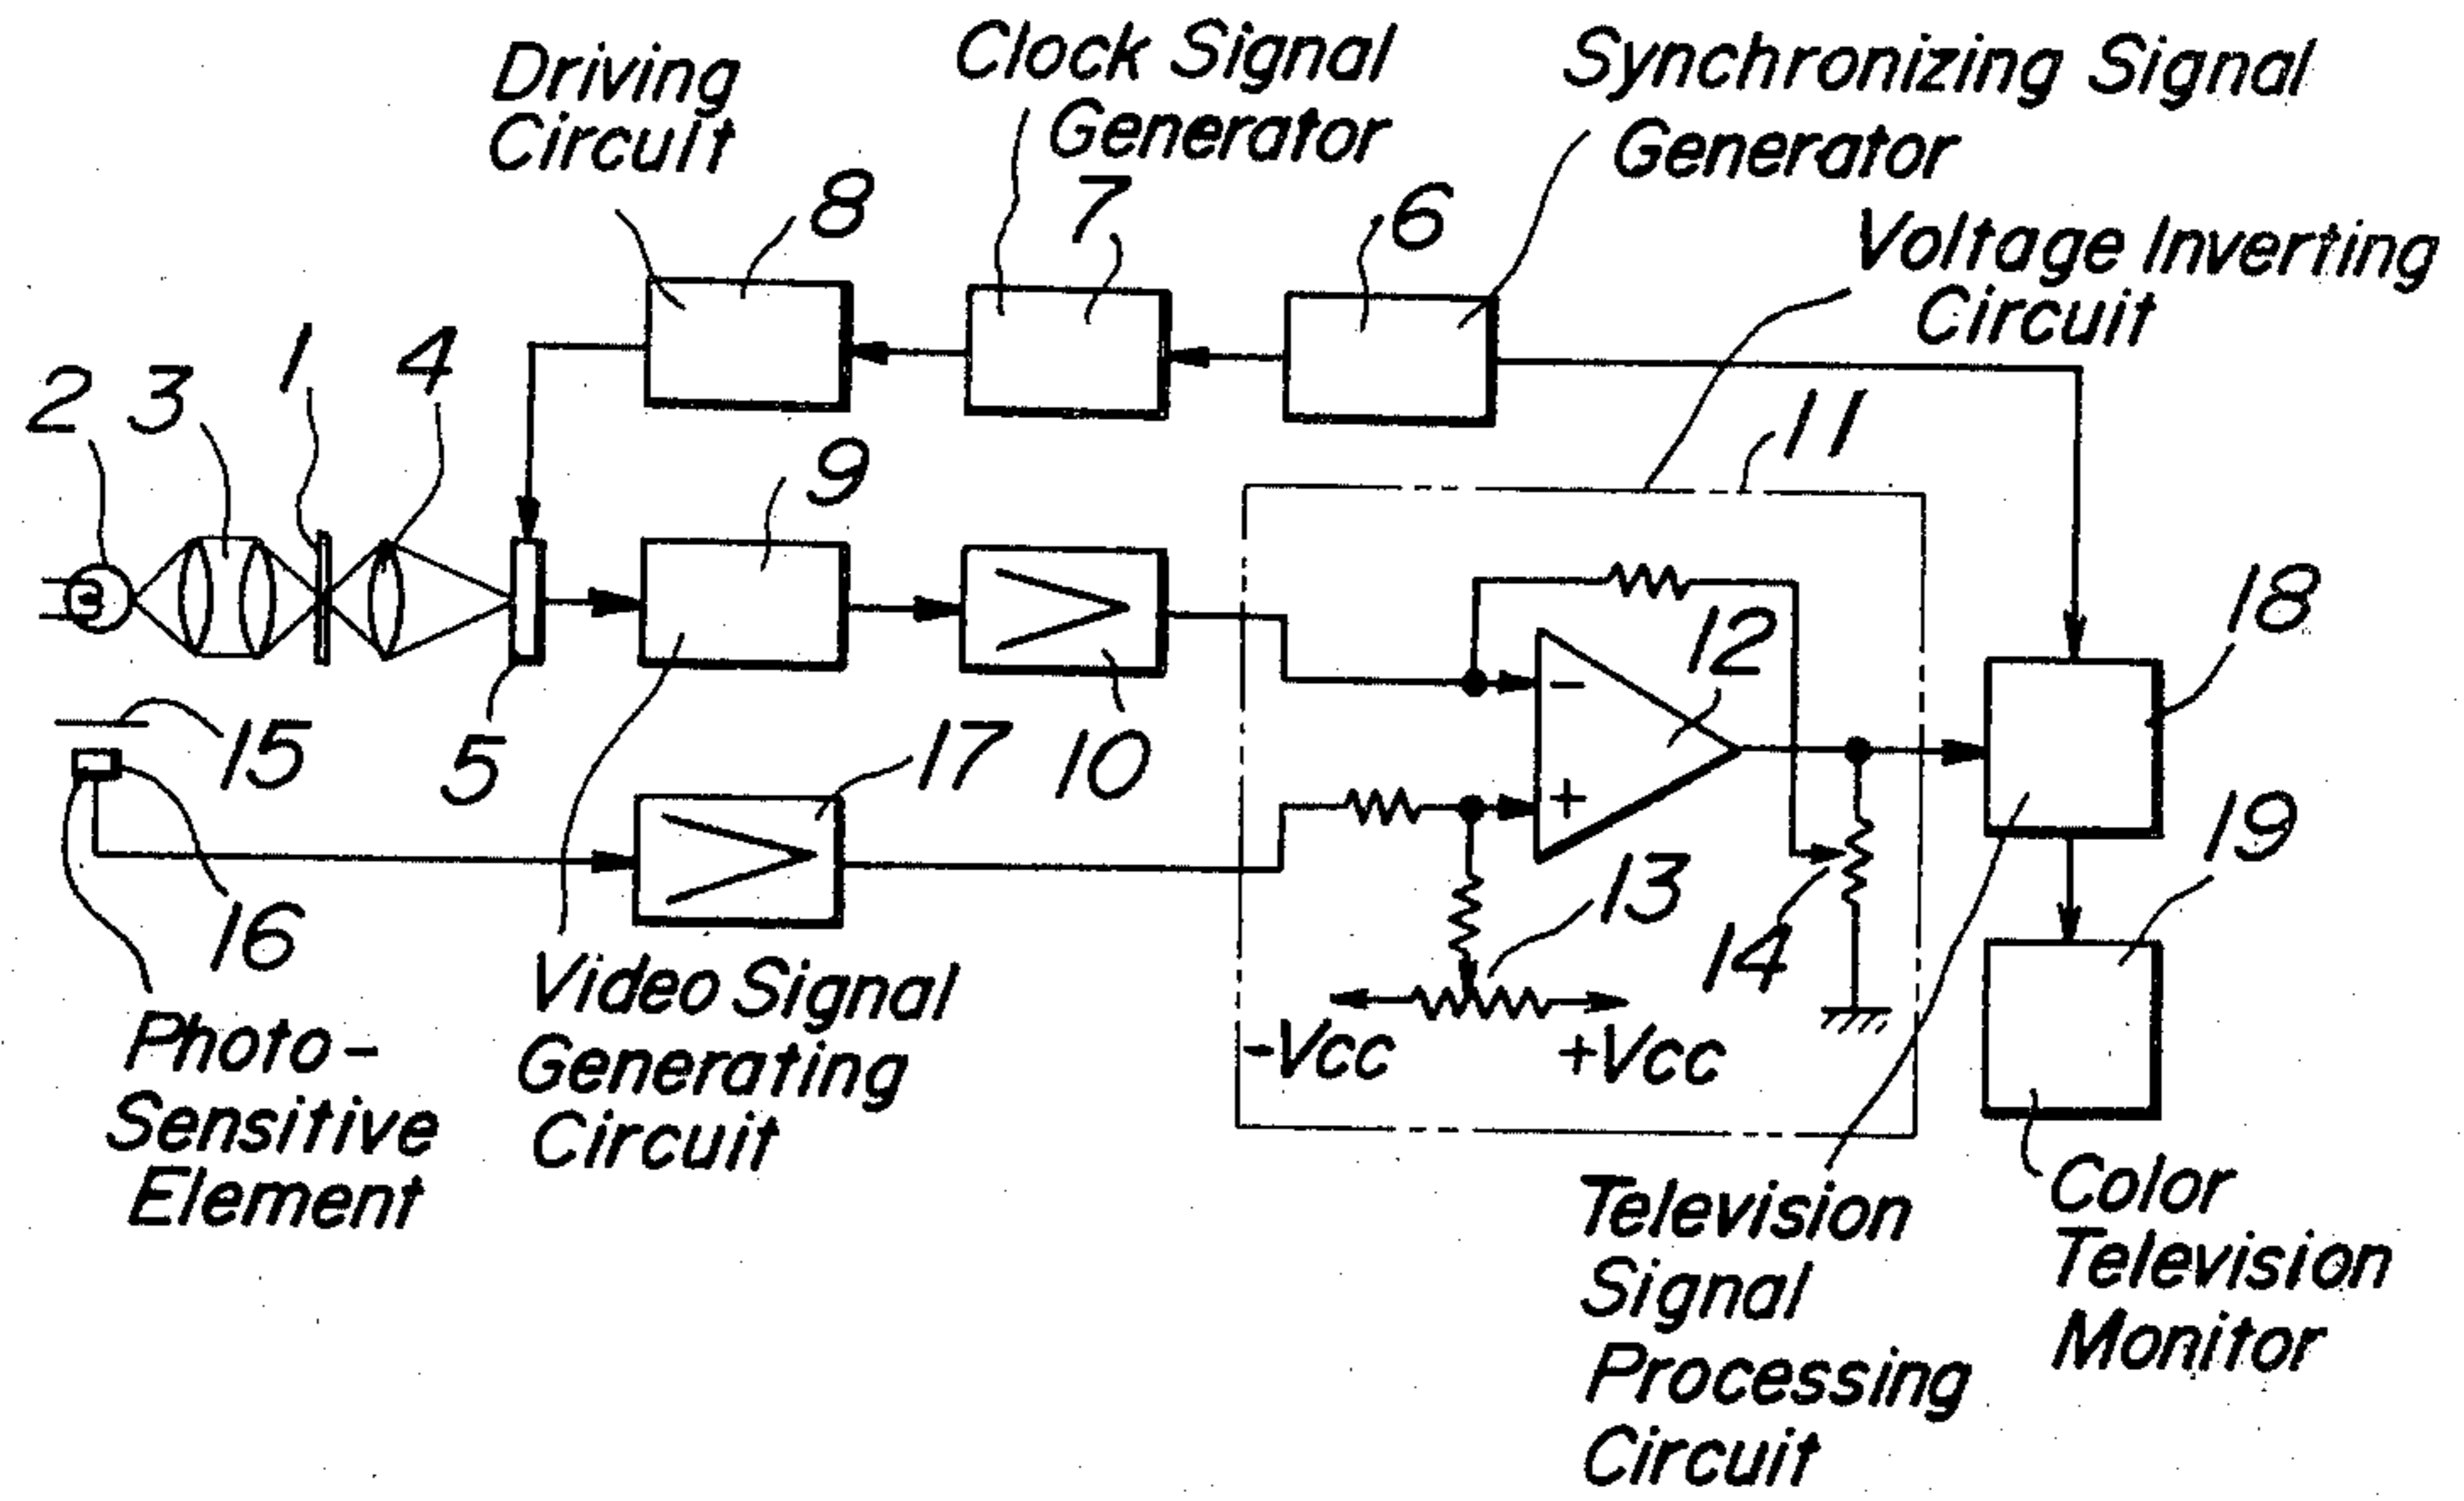 Driving
Circuit
Clock Signal
Generator
Synchronizing Signal
Generator
Voltage Inverting
Circuit
8
7
6
11
2
3
1
4
9
5
10
12
18
15
16
17
13
14
19
-
+
-Vcc
+Vcc
Photo-
Sensitive
Element
Video Signal
Generating
Circuit
Television
Signal
Processing
Circuit
Color
Television
Monitor